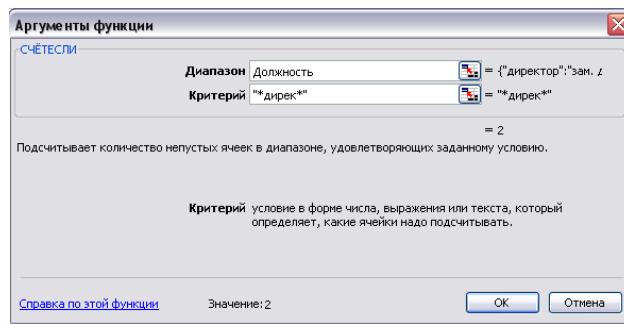 Аргументы функции
СЧЁТЕСЛИ
Диапазон Должность = {"директор":"зам.
Критерий "*дирек*" = "*дирек*"
= 2
Подсчитывает количество непустых ячеек в диапазоне, удовлетворяющих заданному условию.
Критерий условие в форме числа, выражения или текста, который
определяет, какие ячейки надо подсчитывать.
Справка по этой функции Значение:2 ОК Отмена